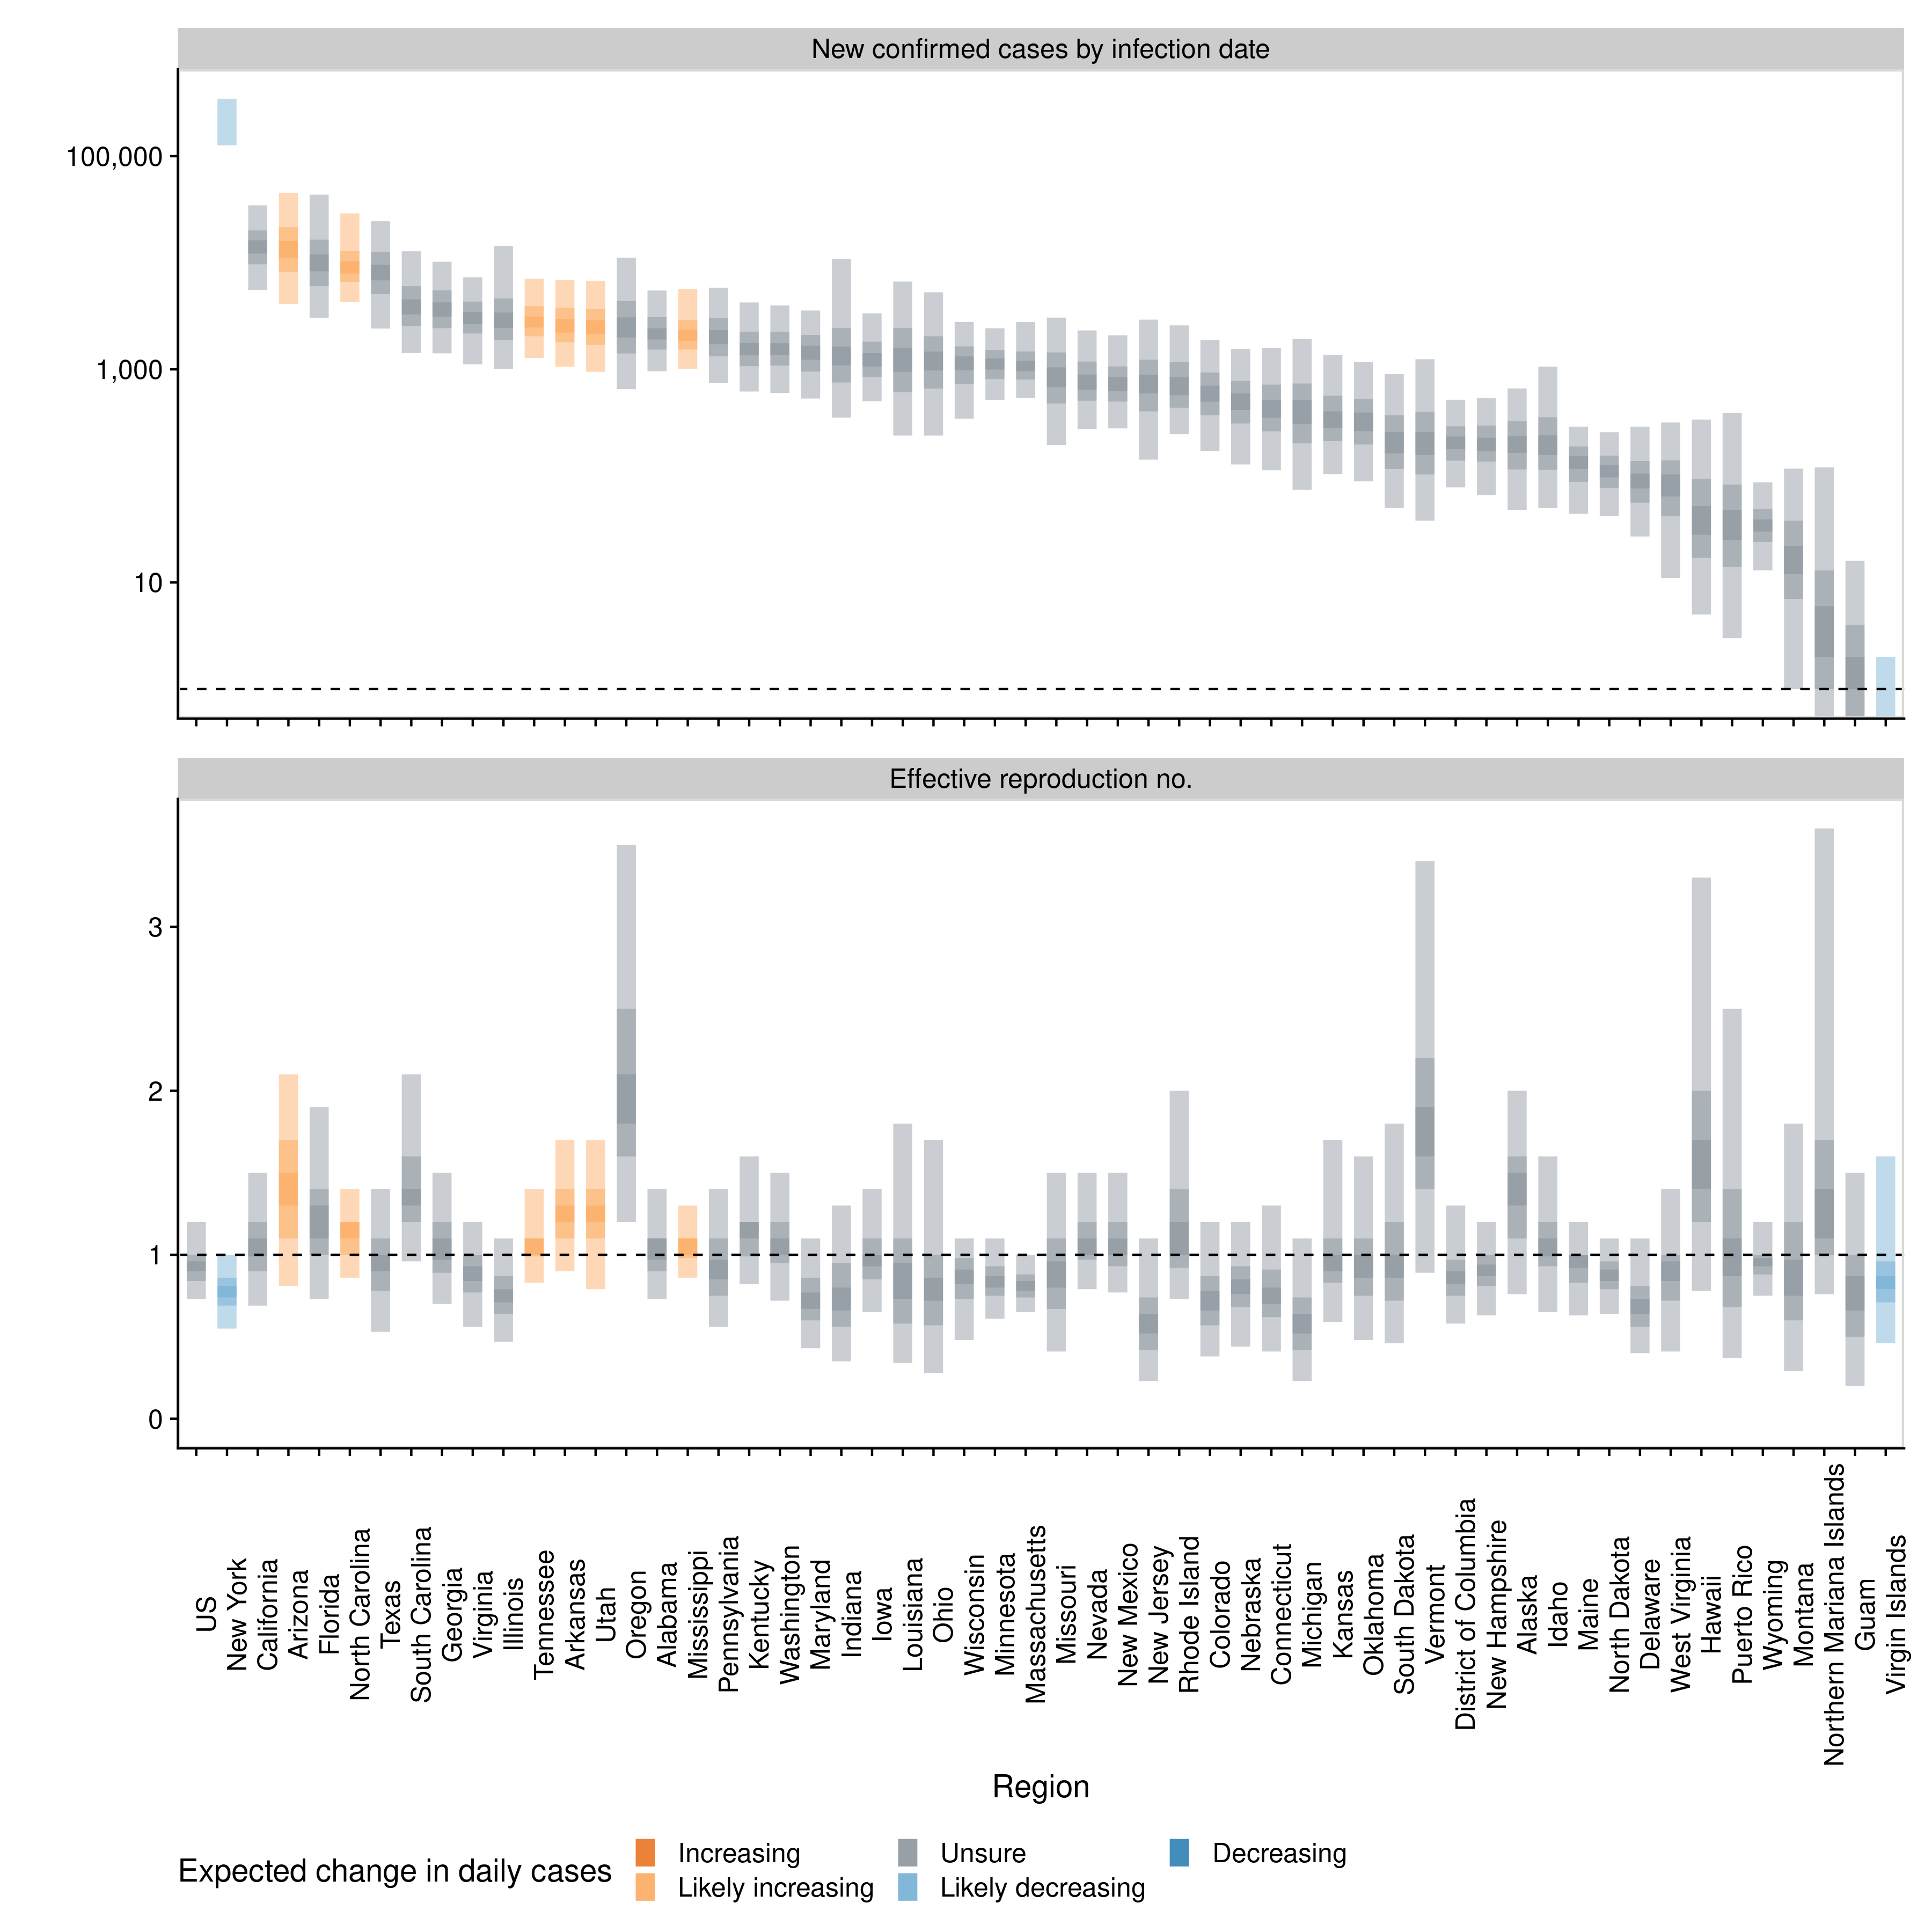 New confirmed cases by infection date
100,000
1,000
10
Effective reproduction no.
3
2
1
0
US
New York
California
Arizona
Florida
North Carolina
Texas
South Carolina
Georgia
Virginia
Illinois
Tennessee
Arkansas
Utah
Oregon
Alabama
Mississippi
Pennsylvania
Kentucky
Washington
Maryland
Indiana
Iowa
Louisiana
Ohio
Wisconsin
Minnesota
Massachusetts
Missouri
Nevada
New Mexico
New Jersey
Rhode Island
Colorado
Nebraska
Connecticut
Michigan
Kansas
Oklahoma
South Dakota
Vermont
District of Columbia
New Hampshire
Alaska
Idaho
Maine
North Dakota
Delaware
West Virginia
Hawaii
Puerto Rico
Wyoming
Montana
Northern Mariana Islands
Guam
Virgin Islands
Region
Expected change in daily cases
Increasing
Likely increasing
Unsure
Likely decreasing
Decreasing